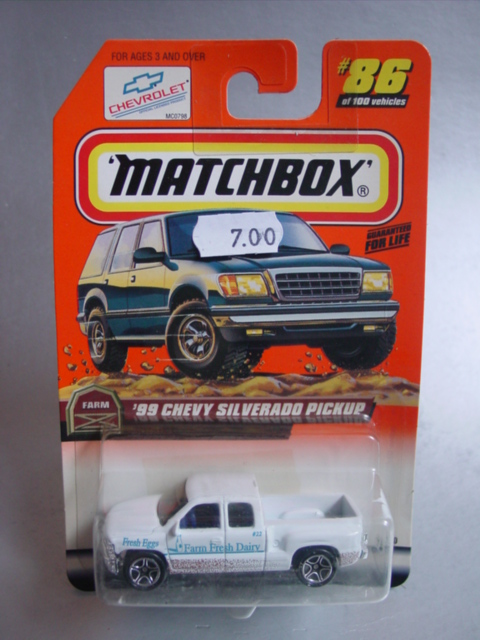 FOR AGES 3 AND OVER
CHEVROLET
MC0798
#86
of 100 vehicles
'MATCHBOX'®
GUARANTEED
FOR LIFE
7.00
FARM
'99 CHEVY SILVERADO PICKUP
Fresh Eggs
Farm Fresh Dairy